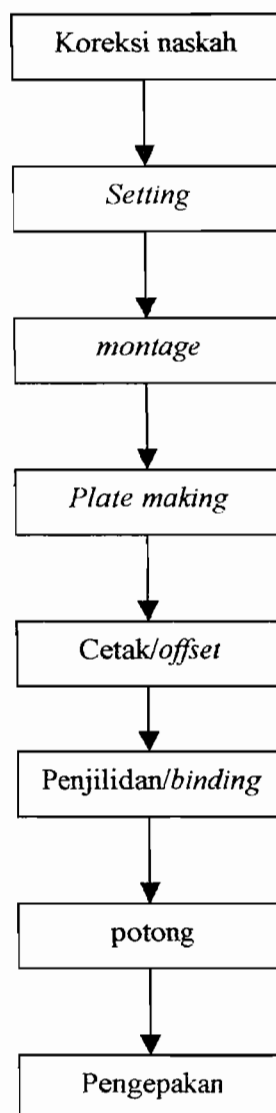 Koreksi naskah
Setting
montage
Plate making
Cetak/offset
Penjilidan/binding
potong
Pengepakan